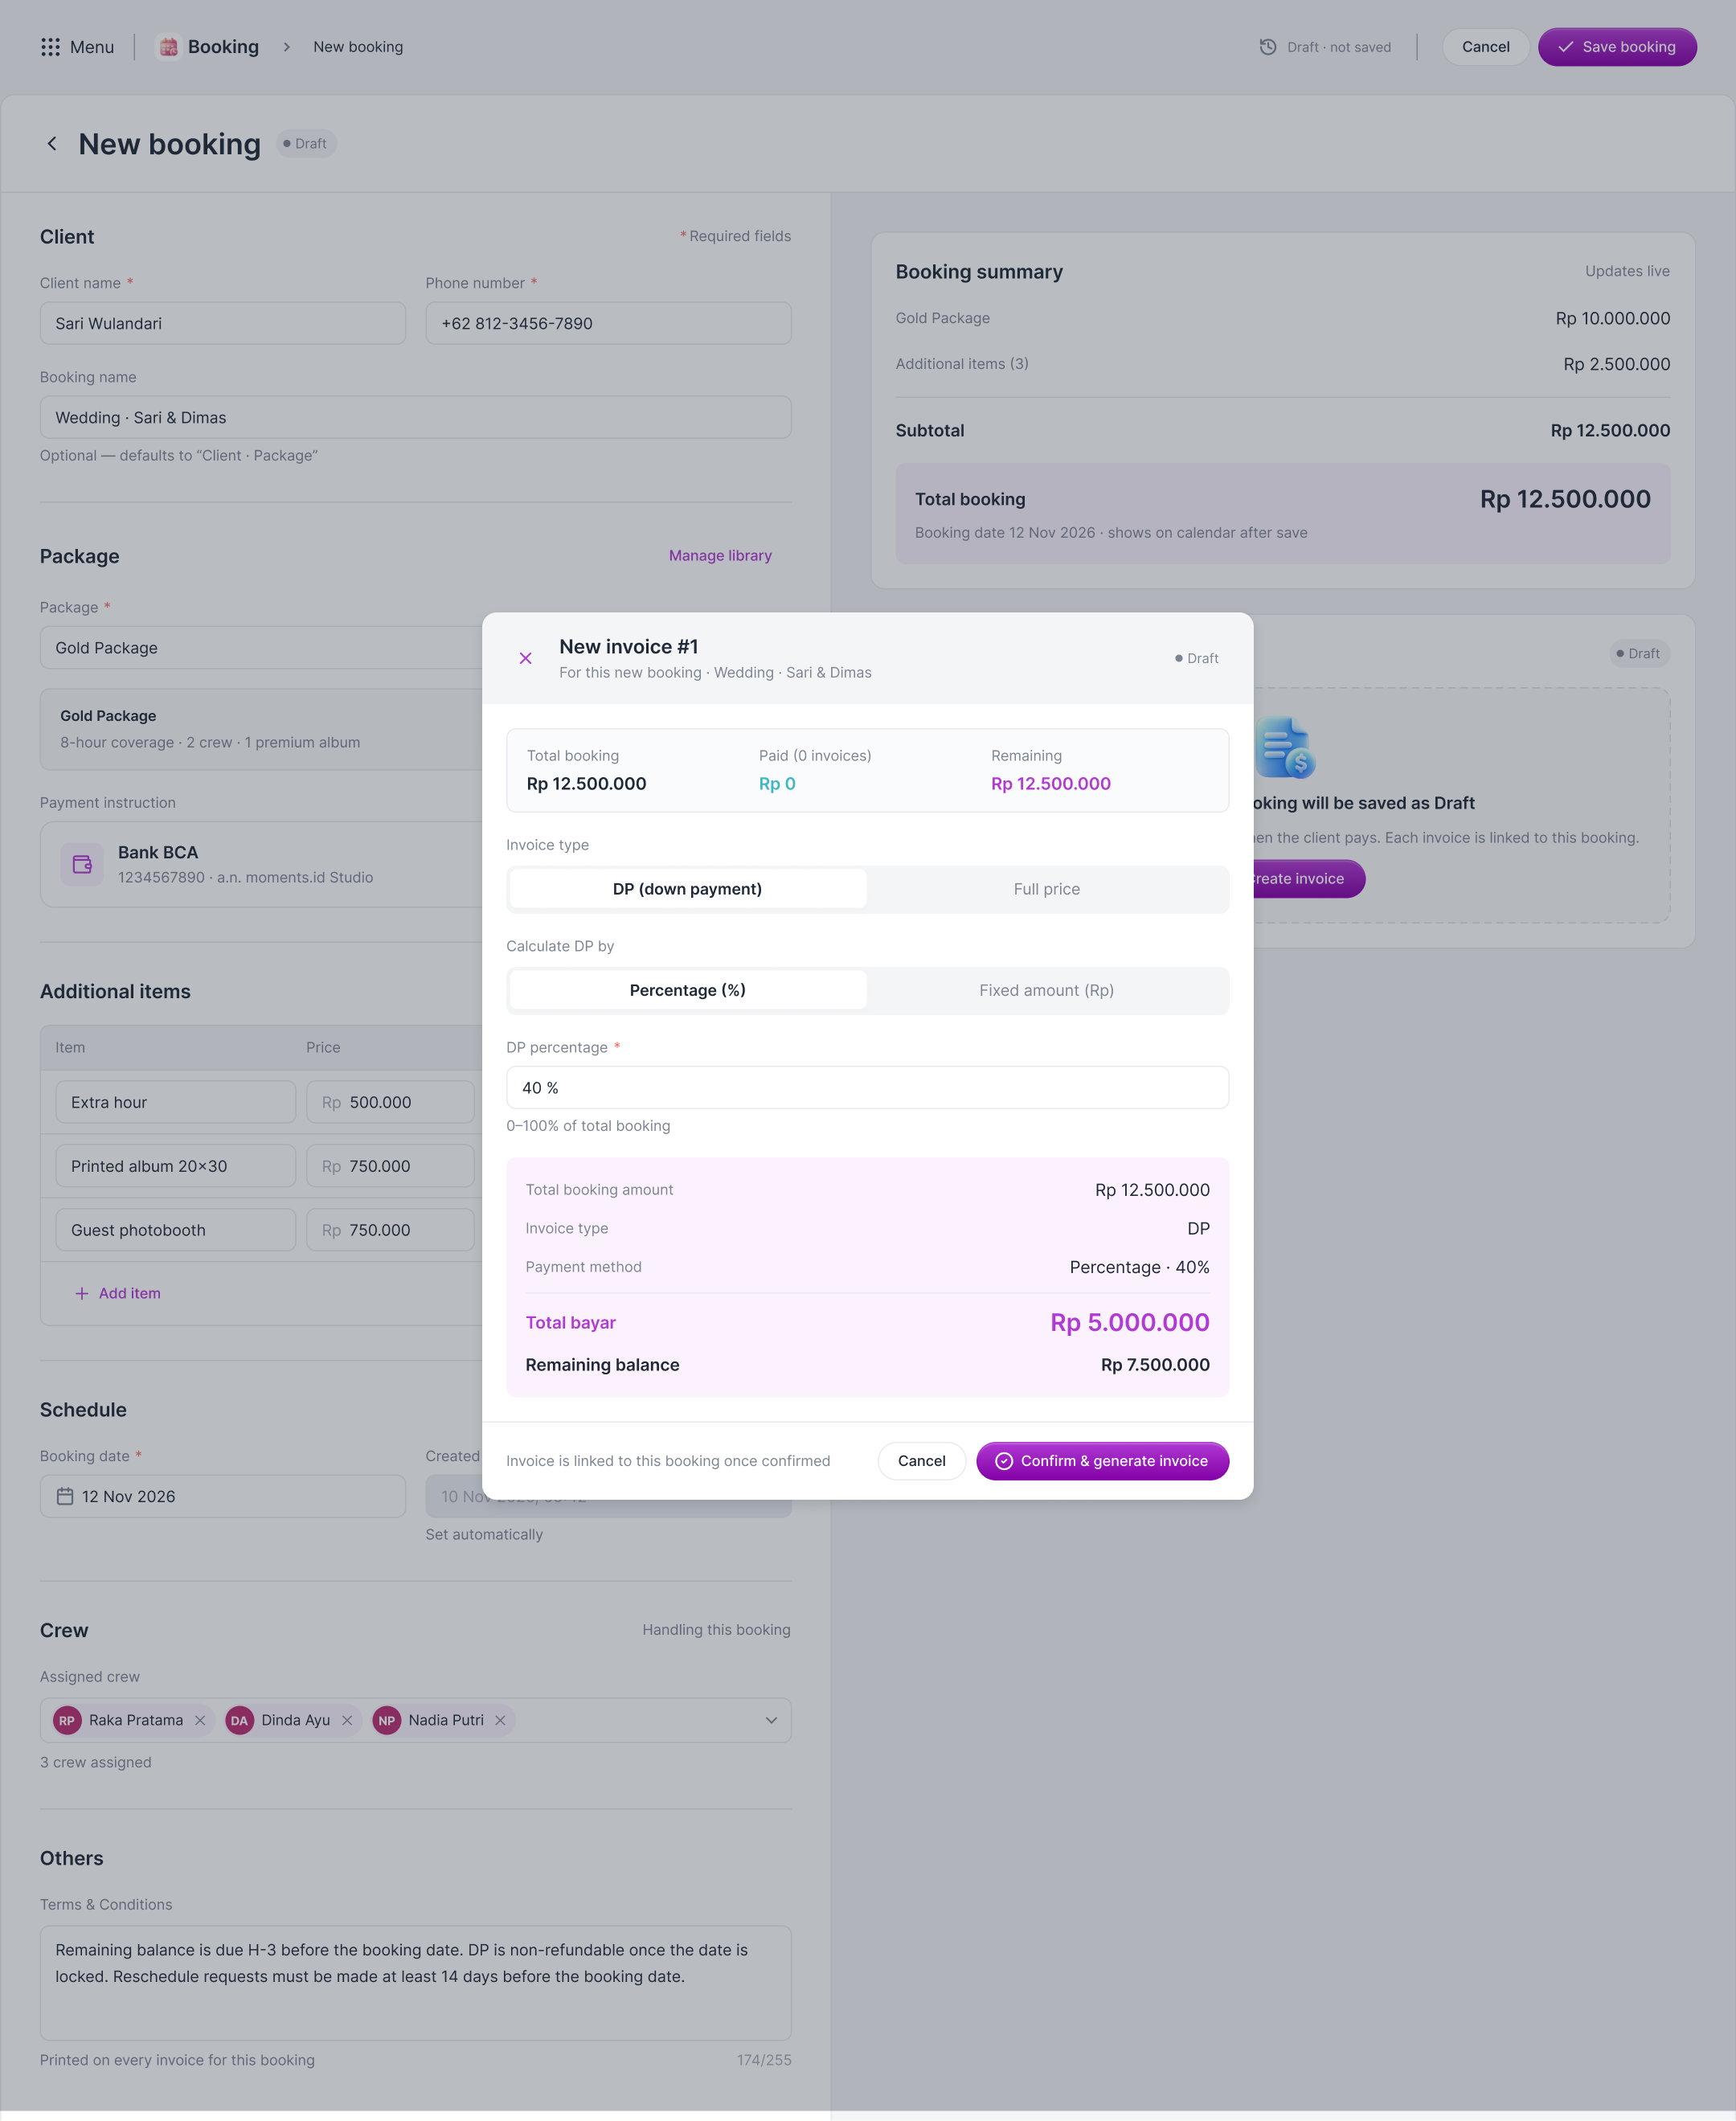 Menu
Booking
New booking
Draft · not saved
Cancel
Save booking
New booking
Draft
Client
* Required fields
Client name *
Phone number *
Sari Wulandari
+62 812-3456-7890
Booking name
Wedding · Sari & Dimas
Optional — defaults to “Client · Package”
Package
Manage library
Package *
Gold Package
Gold Package
8-hour coverage · 2 crew · 1 premium album
Payment instruction
Bank BCA
1234567890 · a.n. moments.id Studio
Additional items
Item
Price
Extra hour
Rp 500.000
Printed album 20×30
Rp 750.000
Guest photobooth
Rp 750.000
Add item
Schedule
Booking date *
Created
12 Nov 2026
10 Nov
Set automatically
Crew
Handling this booking
Assigned crew
RP Raka Pratama
DA Dinda Ayu
NP Nadia Putri
3 crew assigned
Others
Terms & Conditions
Remaining balance is due H-3 before the booking date. DP is non-refundable once the date is
locked. Reschedule requests must be made at least 14 days before the booking date.
Printed on every invoice for this booking
174/255
Booking summary
Updates live
Gold Package
Rp 10.000.000
Additional items (3)
Rp 2.500.000
Subtotal
Rp 12.500.000
Total booking
Rp 12.500.000
Booking date 12 Nov 2026 · shows on calendar after save
Draft
will be saved as Draft
the client pays. Each invoice is linked to this booking.
invoice
New invoice #1
For this new booking · Wedding · Sari & Dimas
Draft
Total booking
Paid (0 invoices)
Remaining
Rp 12.500.000
Rp 0
Rp 12.500.000
Invoice type
DP (down payment)
Full price
Calculate DP by
Percentage (%)
Fixed amount (Rp)
DP percentage *
40 %
0–100% of total booking
Total booking amount
Rp 12.500.000
Invoice type
DP
Payment method
Percentage · 40%
Total bayar
Rp 5.000.000
Remaining balance
Rp 7.500.000
Invoice is linked to this booking once confirmed
Cancel
Confirm & generate invoice